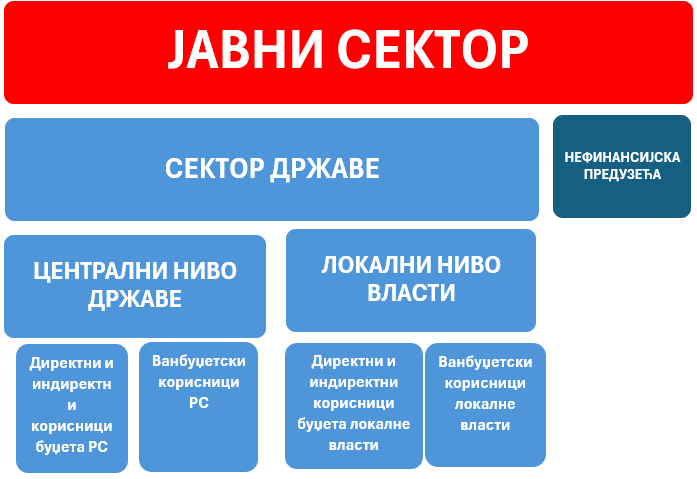 ЈАВНИ СЕКТОР
СЕКТОР ДРЖАВЕ
НЕФИНАНСИЈСКА
ПРЕДУЗЕЋА
ЦЕНТРАЛНИ НИВО
ДРЖАВЕ
ЛОКАЛНИ НИВО
ВЛАСТИ
Директни и
индиректн
и
корисници
буџета РС
Ванбуџетски
корисници
РС
Директни и
индиректни
корисници
буџета локалне
власти
Ванбуџетски
корисници
локалне
власти